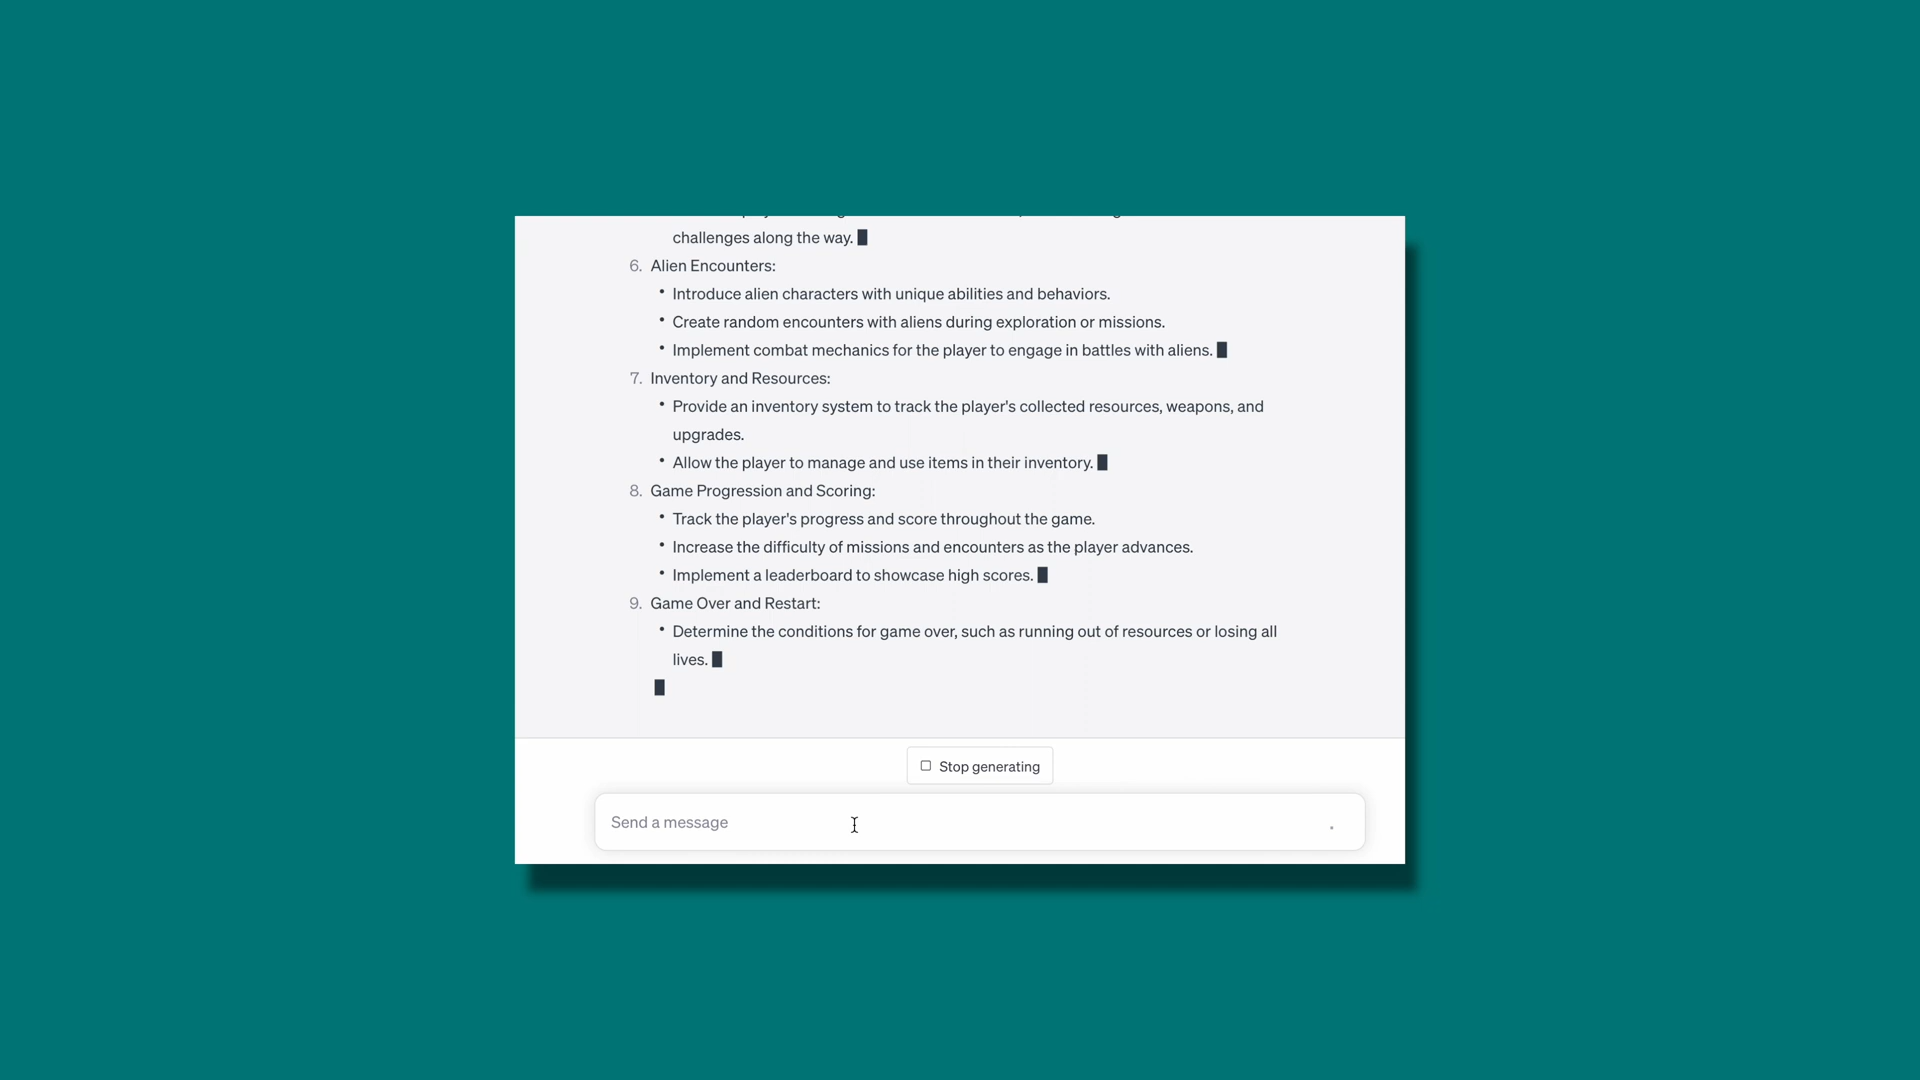 challenges along the way.
6. Alien Encounters:
• Introduce alien characters with unique abilities and behaviors.
• Create random encounters with aliens during exploration or missions.
• Implement combat mechanics for the player to engage in battles with aliens.
7. Inventory and Resources:
• Provide an inventory system to track the player's collected resources, weapons, and
upgrades.
• Allow the player to manage and use items in their inventory.
8. Game Progression and Scoring:
• Track the player's progress and score throughout the game.
• Increase the difficulty of missions and encounters as the player advances.
• Implement a leaderboard to showcase high scores.
9. Game Over and Restart:
• Determine the conditions for game over, such as running out of resources or losing all
lives.
Stop generating
Send a message